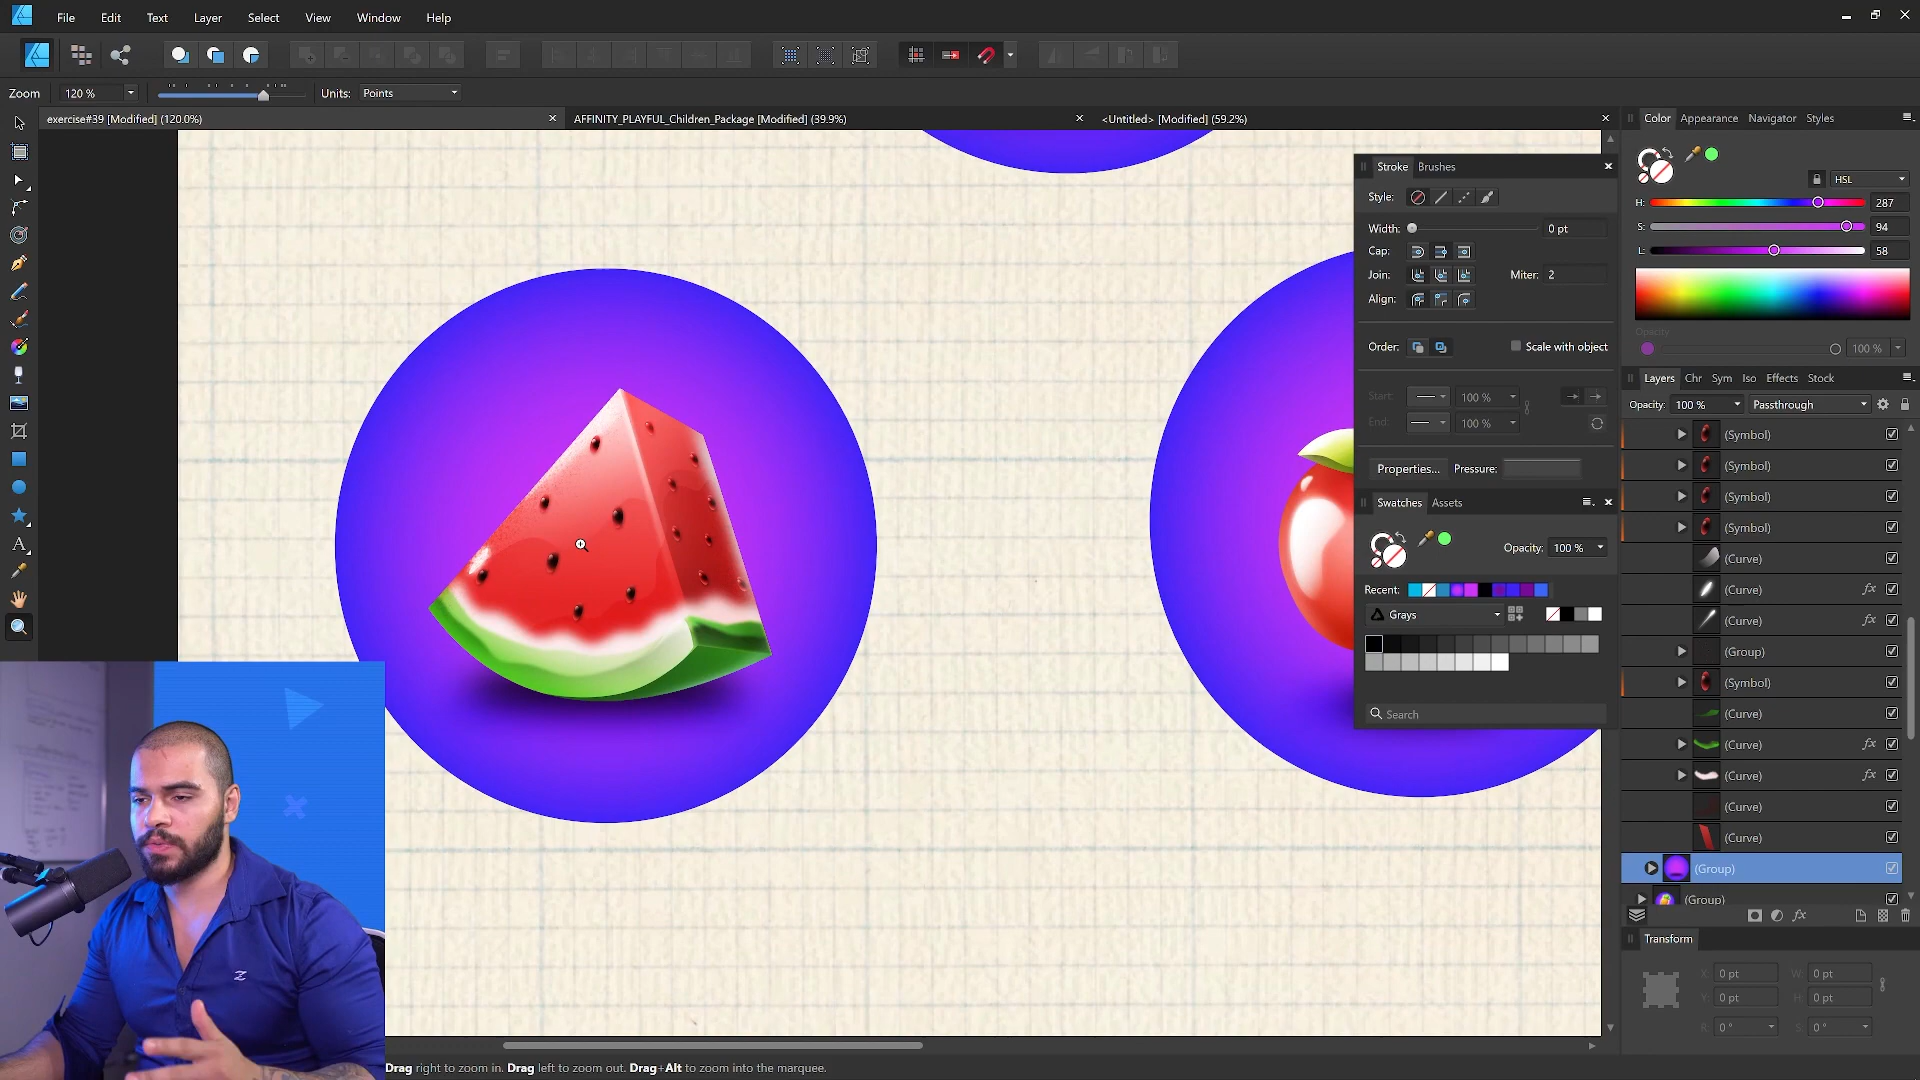 File Edit Text Layer Select View Window Help
Zoom 120 % Units: Points
exercise#39 [Modified] (120.0%)
AFFINITY_PLAYFUL_Children_Package [Modified] (39.9%)
<Untitled> [Modified] (59.2%)
Stroke Brushes
Style:
Width: 0 pt
Cap:
Join: Miter: 2
Align:
Order: Scale with object
Start: 100 %
End: 100 %
Properties... Pressure:
Swatches Assets
Opacity: 100 %
Recent:
Grays
Search
Color Appearance Navigator Styles
HSL
H: 287
S: 94
L: 58
Opacity
100 %
Layers Chr Sym Iso Effects Stock
Opacity: 100 % Passthrough
(Symbol)
(Symbol)
(Symbol)
(Symbol)
(Curve)
(Curve) fx
(Curve) fx
(Group)
(Symbol)
(Curve)
(Curve) fx
(Curve) fx
(Curve)
(Curve)
(Group)
(Group)
fx
Transform
X: 0 pt W: 0 pt
Y: 0 pt H: 0 pt
R: 0 ° S: 0 °
Drag right to zoom in. Drag left to zoom out. Drag+Alt to zoom into the marquee.